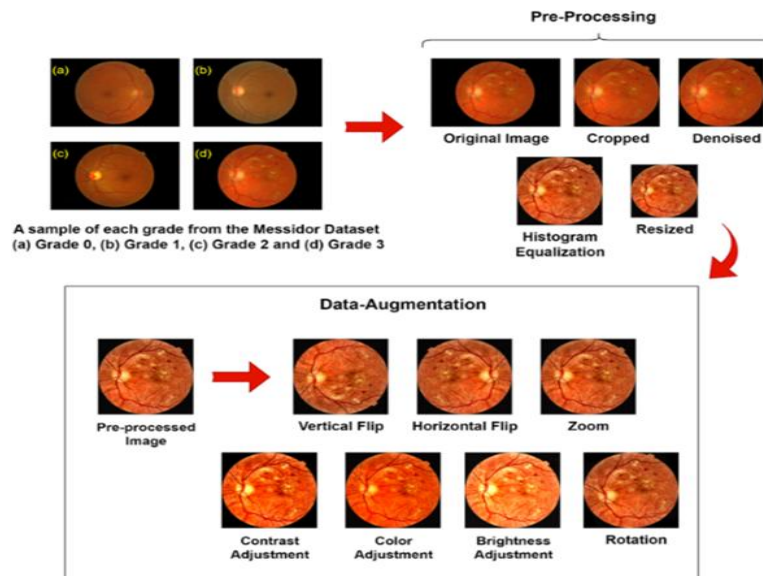 Pre-Processing
(a)
(b)
(c)
(d)
A sample of each grade from the Messidor Dataset
(a) Grade 0, (b) Grade 1, (c) Grade 2 and (d) Grade 3
Original Image
Cropped
Denoised
Histogram
Equalization
Resized
Data-Augmentation
Pre-processed
Image
Vertical Flip
Horizontal Flip
Zoom
Contrast
Adjustment
Color
Adjustment
Brightness
Adjustment
Rotation